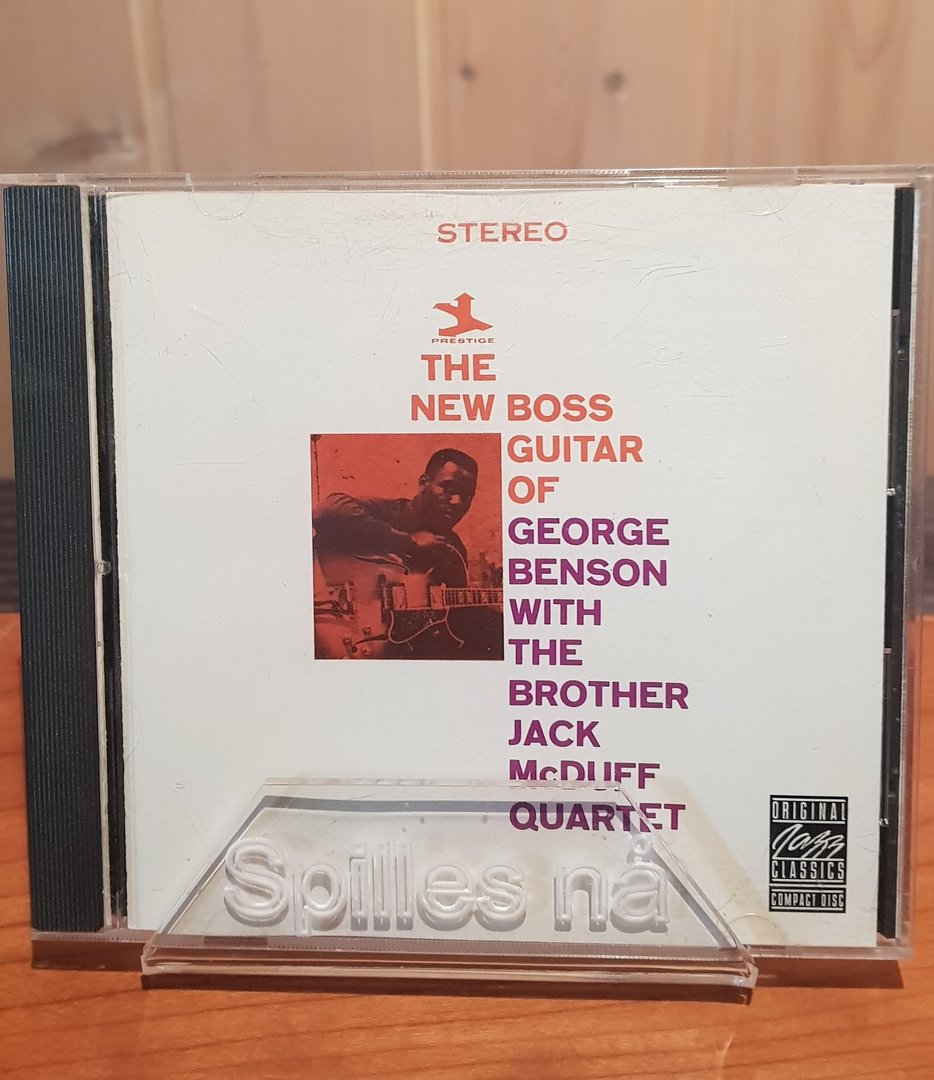 STEREO
PRESTIGE
THE
NEW BOSS
GUITAR
OF
GEORGE
BENSON
WITH
THE
BROTHER
JACK
McDUFF
QUARTET
Spilles nå
ORIGINAL
Jazz
CLASSICS
COMPACT DISC